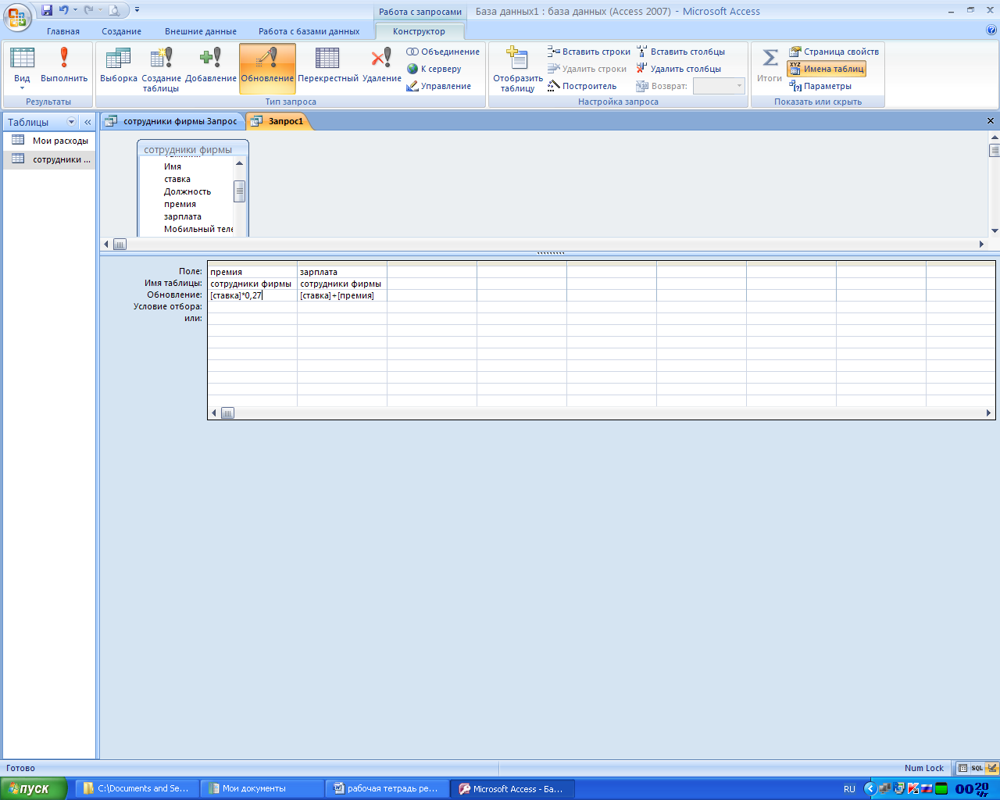 Работа с запросами
База данных1 : база данных (Access 2007) - Microsoft Access
Главная
Создание
Внешние данные
Работа с базами данных
Конструктор
Вид
Выполнить
Результаты
Выборка
Создание таблицы
Добавление
Обновление
Перекрестный
Удаление
Объединение
К серверу
Управление
Тип запроса
Отобразить таблицу
Вставить строки
Удалить строки
Построитель
Вставить столбцы
Удалить столбцы
Возврат:
Настройка запроса
Итоги
Страница свойств
XYZ Имена таблиц
Параметры
Показать или скрыть
Таблицы
«
Мои расходы
сотрудники ...
сотрудники фирмы Запрос
Запрос1
сотрудники фирмы
Имя
ставка
Должность
премия
зарплата
Мобильный теле
Поле: премия зарплата
Имя таблицы: сотрудники фирмы сотрудники фирмы
Обновление: [ставка]*0,27 [ставка]+[премия]
Условие отбора:
или:
Готово
Num Lock
SQL
пуск
C:\Documents and Se...
Мои документы
рабочая тетрадь ре...
Microsoft Access - Ба...
RU
00 20 Чт